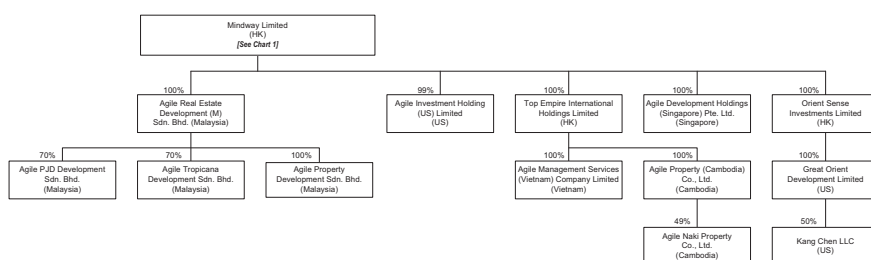 Mindway Limited
(HK)
[See Chart 1]
100%
99%
100%
100%
100%
Agile Real Estate
Development (M)
Sdn. Bhd. (Malaysia)
Agile Investment Holding
(US) Limited
(US)
Top Empire International
Holdings Limited
(HK)
Agile Development Holdings
(Singapore) Pte. Ltd.
(Singapore)
Orient Sense
Investments Limited
(HK)
70%
70%
100%
100%
100%
100%
Agile PJD Development
Sdn. Bhd.
(Malaysia)
Agile Tropicana
Development Sdn. Bhd.
(Malaysia)
Agile Property
Development Sdn. Bhd.
(Malaysia)
Agile Management Services
(Vietnam) Company Limited
(Vietnam)
Agile Property (Cambodia)
Co., Ltd.
(Cambodia)
Great Orient
Development Limited
(US)
49%
50%
Agile Naki Property
Co., Ltd.
(Cambodia)
Kang Chen LLC
(US)